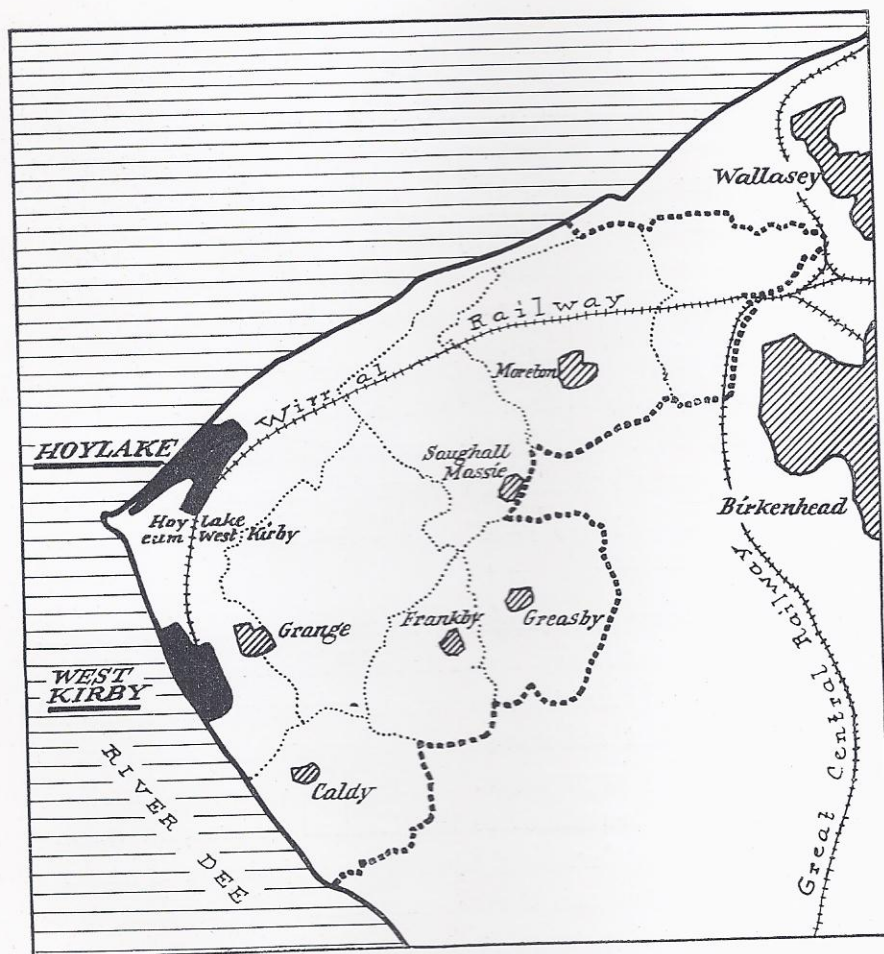 Wallasey
Wirral Railway
Moreton
HOYLAKE
Saughall
Massie
Birkenhead
Hoylake
cum West Kirby
Grange
Frankby
Greasby
WEST
KIRBY
Caldy
RIVER DEE
Great Central Railway